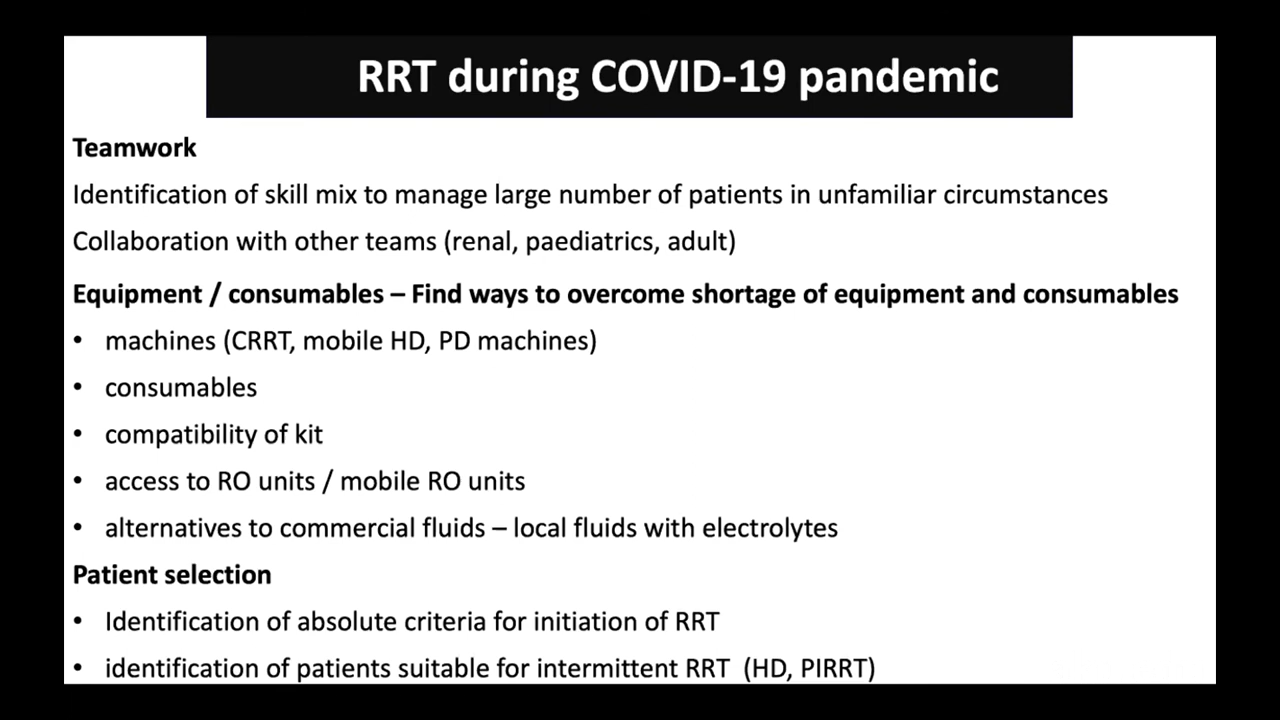 RRT during COVID-19 pandemic
Teamwork
Identification of skill mix to manage large number of patients in unfamiliar circumstances
Collaboration with other teams (renal, paediatrics, adult)
Equipment / consumables – Find ways to overcome shortage of equipment and consumables
• machines (CRRT, mobile HD, PD machines)
• consumables
• compatibility of kit
• access to RO units / mobile RO units
• alternatives to commercial fluids – local fluids with electrolytes
Patient selection
• Identification of absolute criteria for initiation of RRT
• identification of patients suitable for intermittent RRT (HD, PIRRT)